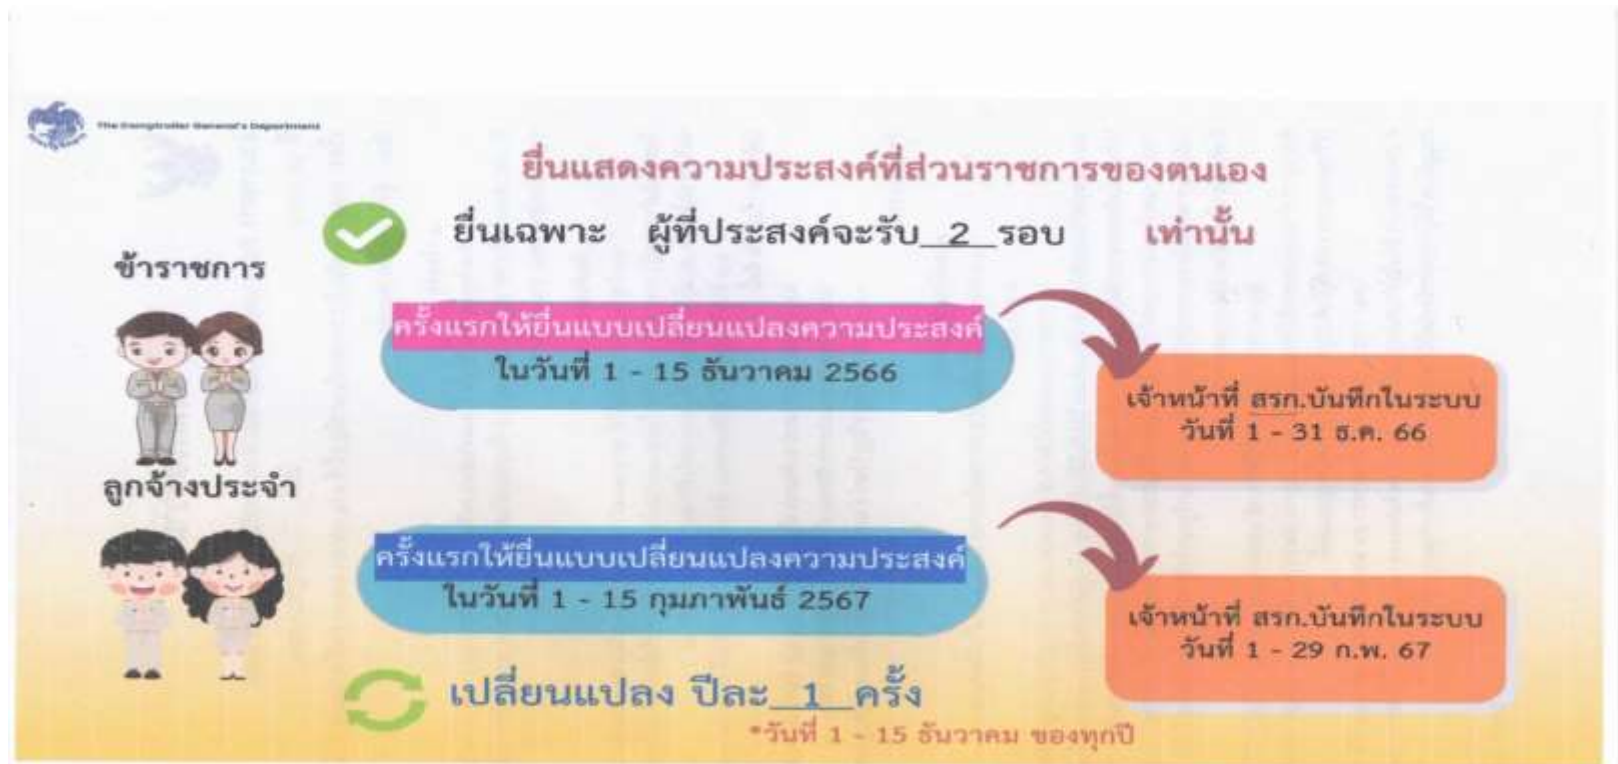 The Comptroller General's Department
ยื่นแสดงความประสงค์ที่ส่วนราชการของตนเอง
ยื่นเฉพาะ ผู้ที่ประสงค์จะรับ 2 รอบ เท่านั้น
ข้าราชการ
ครั้งแรกให้ยื่นแบบเปลี่ยนแปลงความประสงค์
ในวันที่ 1 - 15 ธันวาคม 2566
เจ้าหน้าที่ สรก.บันทึกในระบบ
วันที่ 1 - 31 ธ.ค. 66
ลูกจ้างประจำ
ครั้งแรกให้ยื่นแบบเปลี่ยนแปลงความประสงค์
ในวันที่ 1 - 15 กุมภาพันธ์ 2567
เจ้าหน้าที่ สรก.บันทึกในระบบ
วันที่ 1 - 29 ก.พ. 67
เปลี่ยนแปลง ปีละ 1 ครั้ง
*วันที่ 1 - 15 ธันวาคม ของทุกปี